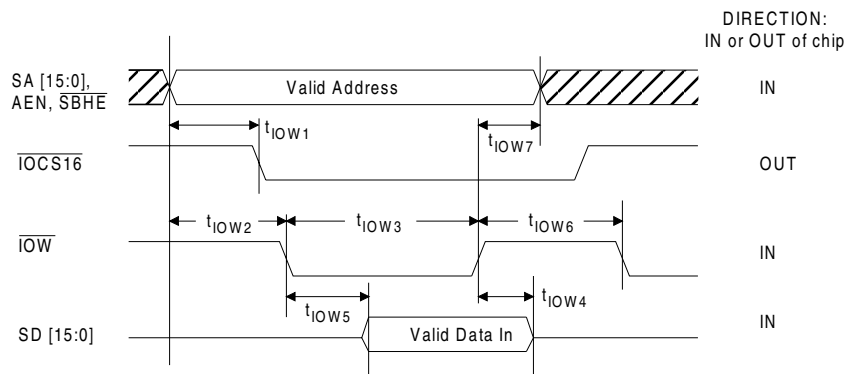 DIRECTION:
IN or OUT of chip
SA [15:0],
AEN, SBHE
Valid Address
IN
tIOW1
tIOW7
IOCS16
OUT
tIOW2
tIOW3
tIOW6
IOW
IN
tIOW5
tIOW4
SD [15:0]
Valid Data In
IN